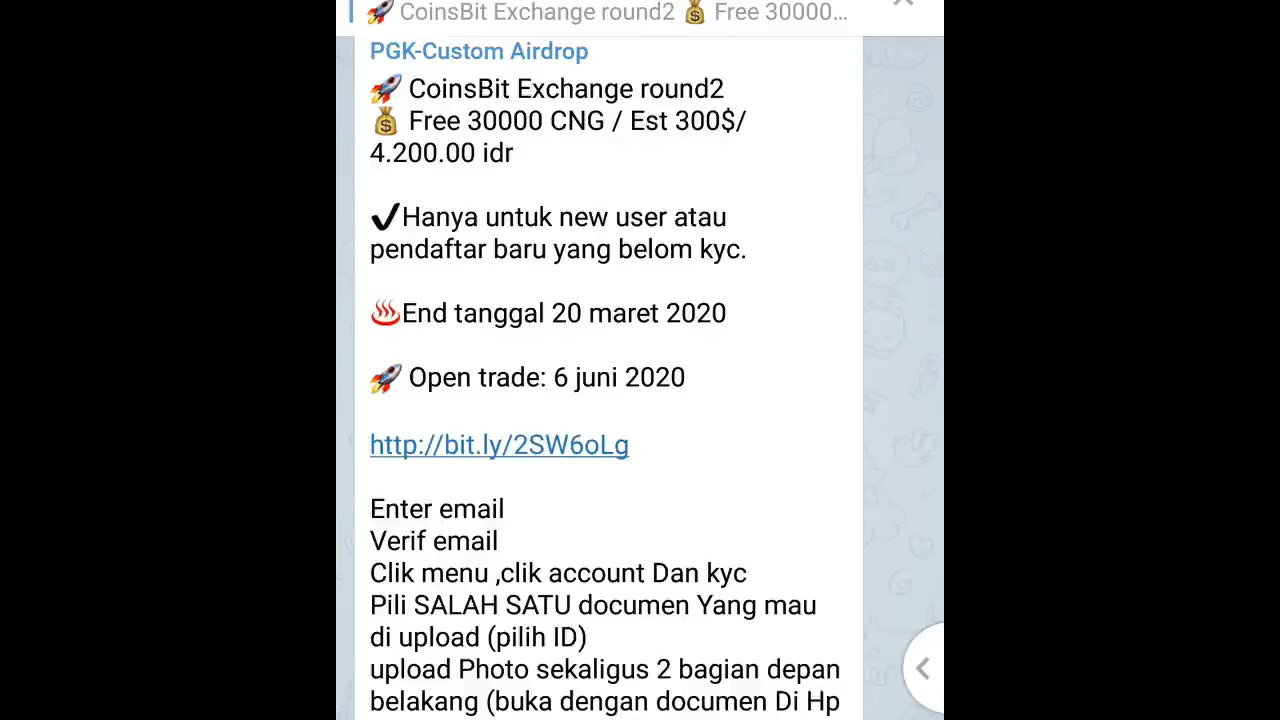 🚀 CoinsBit Exchange round2 💰 Free 30000...
PGK-Custom Airdrop
🚀 CoinsBit Exchange round2
💰 Free 30000 CNG / Est 300$/
4.200.00 idr
✔Hanya untuk new user atau
pendaftar baru yang belom kyc.
♨End tanggal 20 maret 2020
🚀 Open trade: 6 juni 2020
http://bit.ly/2SW6oLg
Enter email
Verif email
Clik menu ,clik account Dan kyc
Pili SALAH SATU documen Yang mau
di upload (pilih ID)
upload Photo sekaligus 2 bagian depan
belakang (buka dengan documen Di Hp